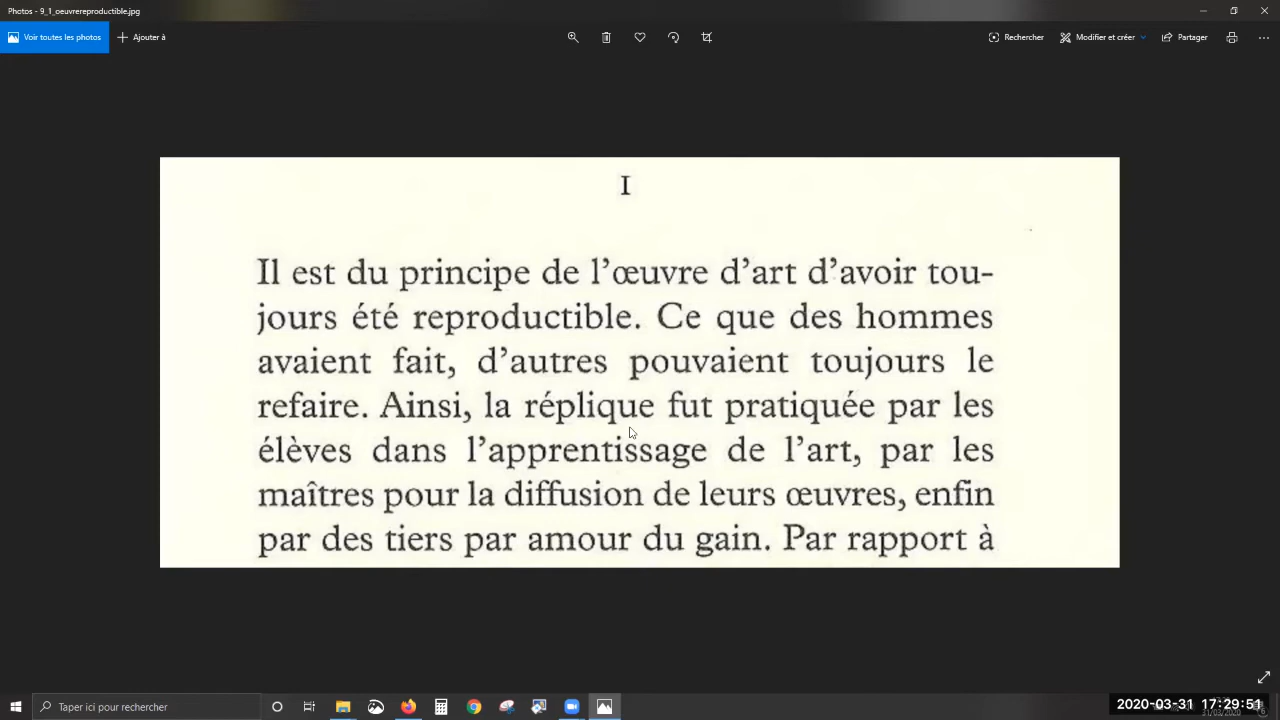 Photos - 9_1_oeuvrereproductible.jpg
Voir toutes les photos
Ajouter à
Rechercher
Modifier et créer
Partager
I
Il est du principe de l’œuvre d’art d’avoir tou-
jours été reproductible. Ce que des hommes
avaient fait, d’autres pouvaient toujours le
refaire. Ainsi, la réplique fut pratiquée par les
élèves dans l’apprentissage de l’art, par les
maîtres pour la diffusion de leurs œuvres, enfin
par des tiers par amour du gain. Par rapport à
Taper ici pour rechercher
2020-03-31 17:29:51